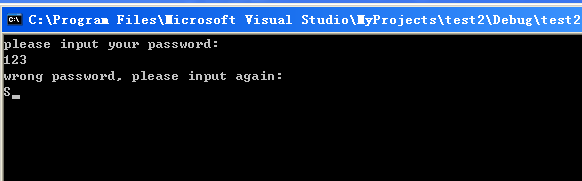 C:\Program Files\Microsoft Visual Studio\MyProjects\test2\Debug\test2
please input your password:
123
wrong password, please input again:
S_